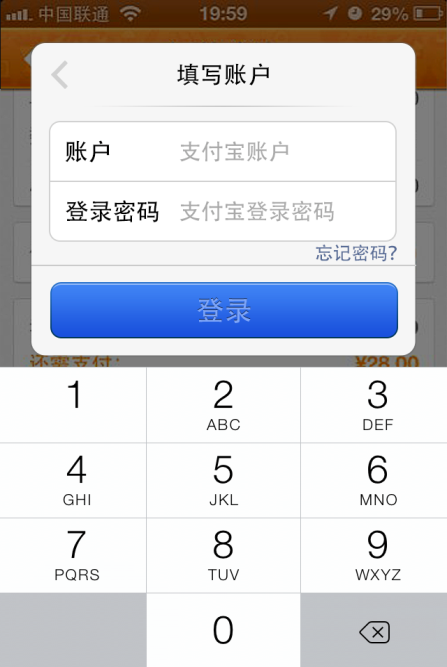 中国联通 19:59 29%
填写账户
账户 支付宝账户
登录密码 支付宝登录密码
忘记密码?
登录
还需支付: ¥28.00
1 2 3
ABC DEF
4 5 6
GHI JKL MNO
7 8 9
PQRS TUV WXYZ
0